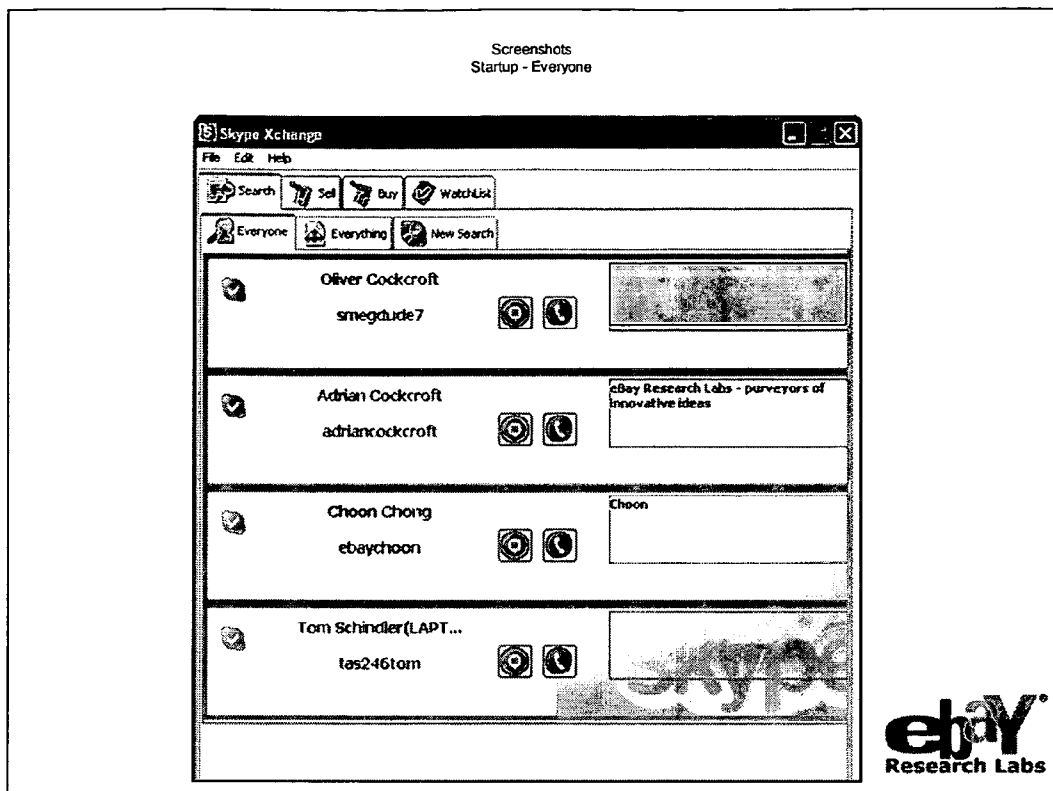 Screenshots
Startup - Everyone
Skype Xchange
File Edit Help
Search Sell Buy WatchList
Everyone Everything New Search
Oliver Cockcroft
smegdude7
Adrian Cockcroft
adriancockcroft
eBay Research Labs - purveyors of
innovative ideas
Choon Chong
ebaychoon
Choon
Tom Schindler(LAPT...
tas246tom
skype
ebaY®
Research Labs